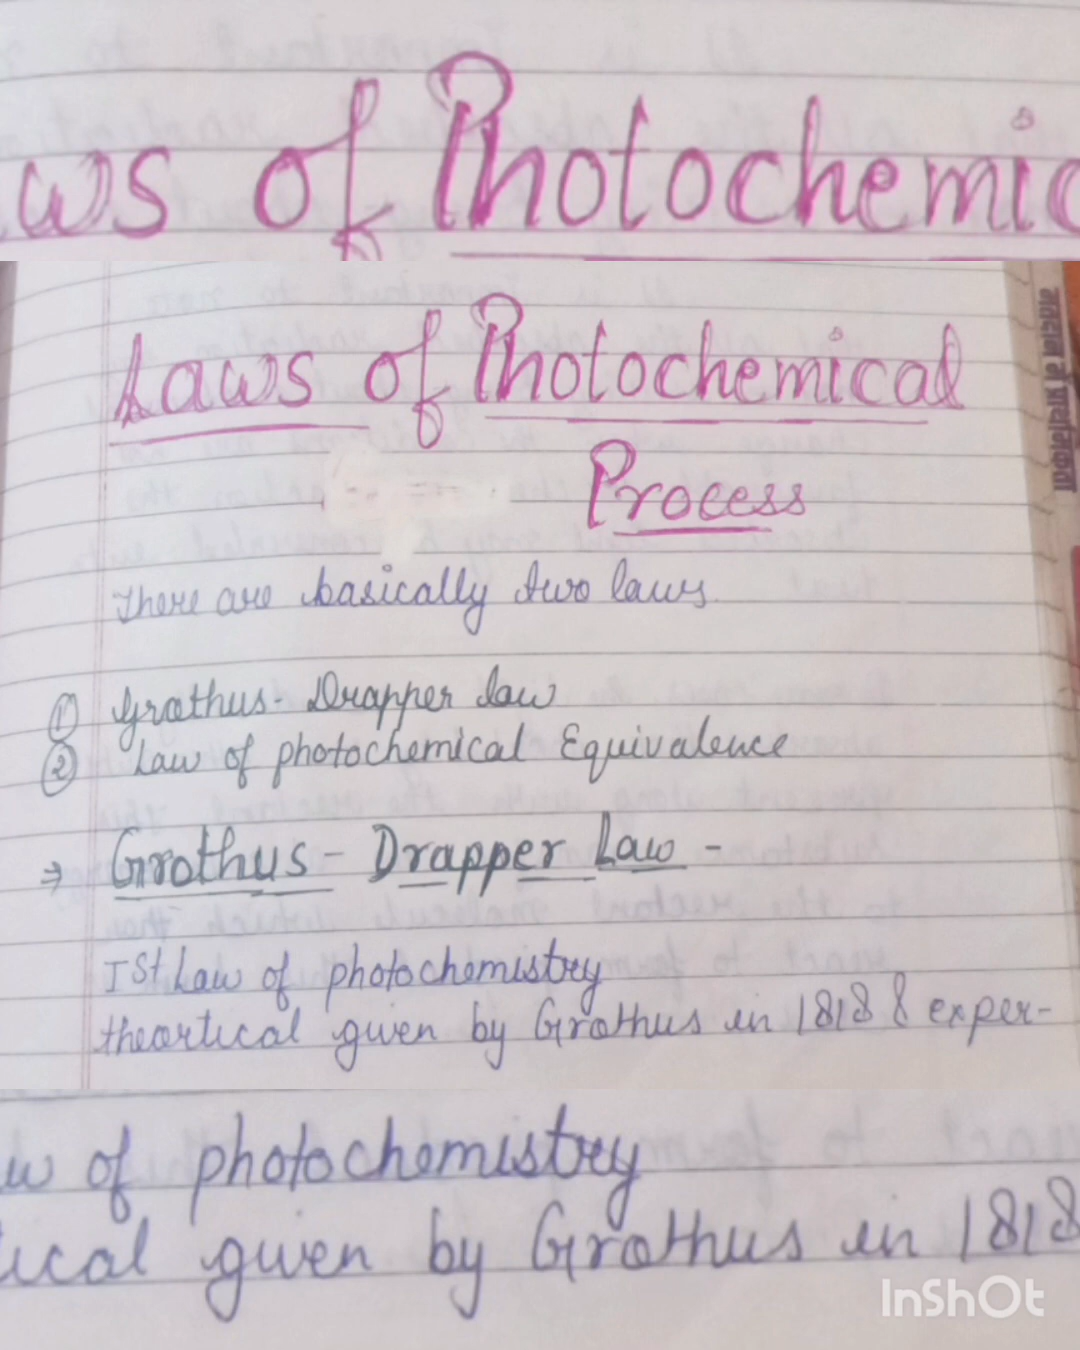 aws of Photochemic
Laws of Photochemical
Process
There are basically two laws.
① Grothus- Drapper law
② Law of photochemical Equivalence
⇒ Grothus - Drapper Law -
Ist Law of photochemistry
theortical given by Grothus in 1818 & exper-
w of photochemistry
tical given by Grothus in 1818
InShOt